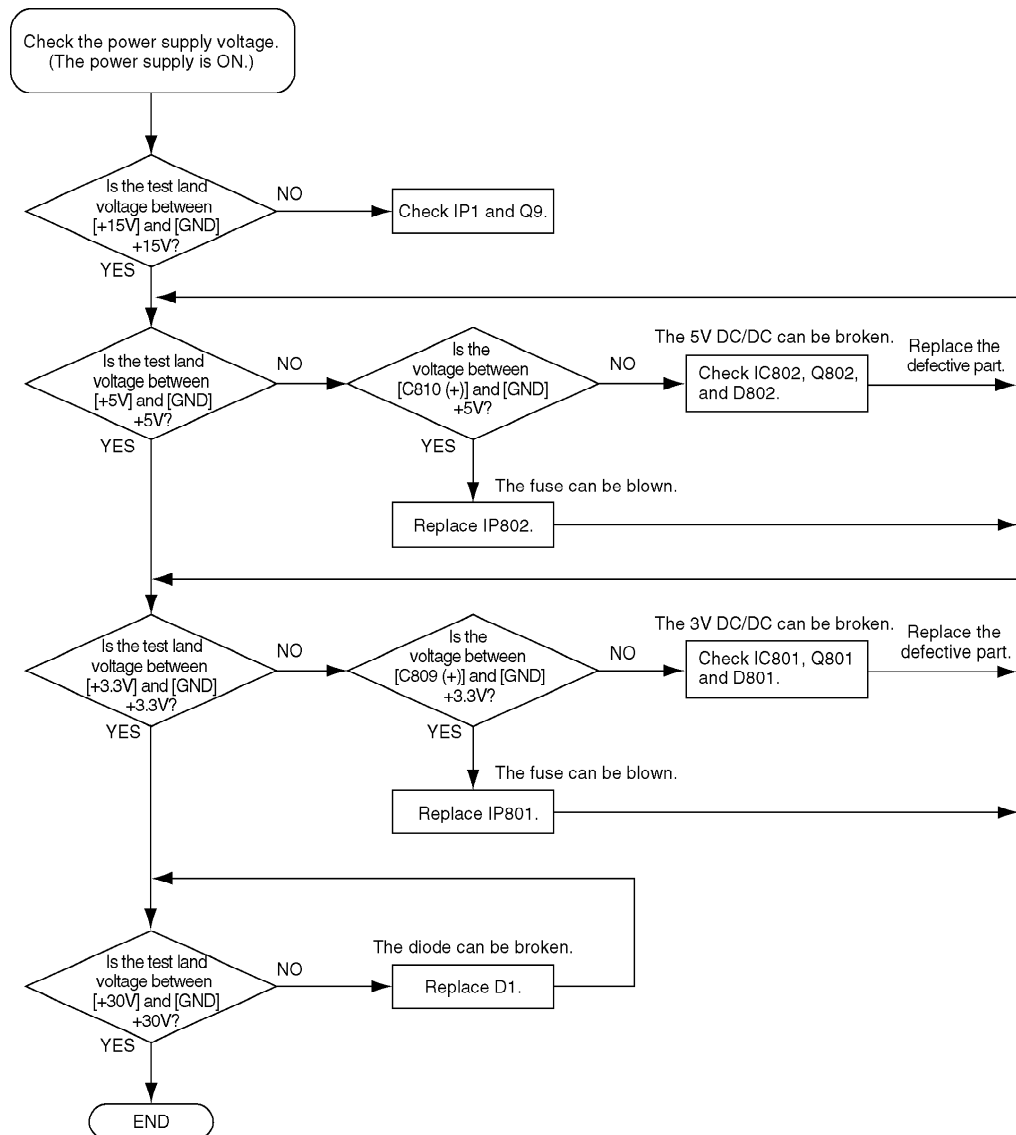 Check the power supply voltage.
(The power supply is ON.)
Is the test land
voltage between
[+15V] and [GND]
+15V?
NO
Check IP1 and Q9.
YES
Is the test land
voltage between
[+5V] and [GND]
+5V?
NO
Is the
voltage between
[C810 (+)] and [GND]
+5V?
NO
The 5V DC/DC can be broken.
Check IC802, Q802,
and D802.
Replace the
defective part.
YES
YES
The fuse can be blown.
Replace IP802.
Is the test land
voltage between
[+3.3V] and [GND]
+3.3V?
NO
Is the
voltage between
[C809 (+)] and [GND]
+3.3V?
NO
The 3V DC/DC can be broken.
Check IC801, Q801
and D801.
Replace the
defective part.
YES
YES
The fuse can be blown.
Replace IP801.
Is the test land
voltage between
[+30V] and [GND]
+30V?
NO
The diode can be broken.
Replace D1.
YES
END